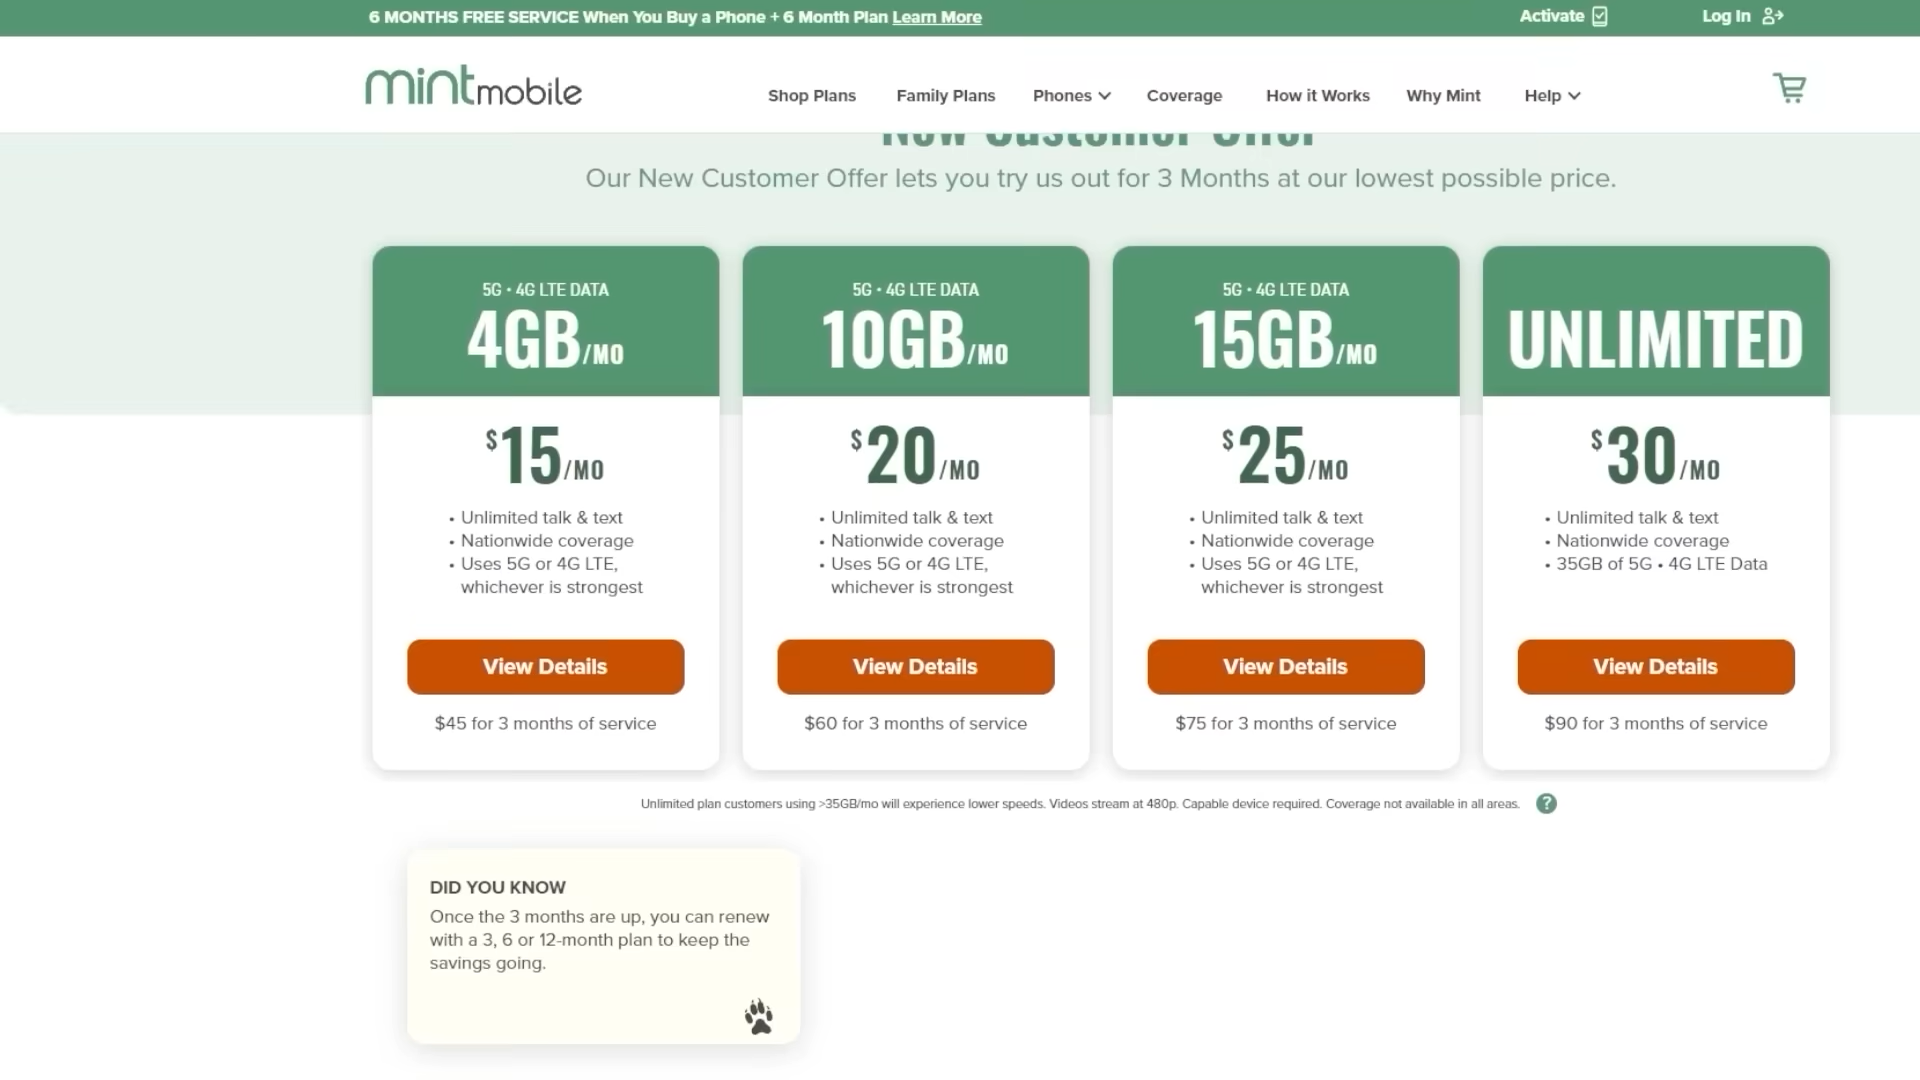 6 MONTHS FREE SERVICE When You Buy a Phone + 6 Month Plan Learn More
Activate
Log In
mintmobile
Shop Plans
Family Plans
Phones
Coverage
How it Works
Why Mint
Help
New Customer Offer
Our New Customer Offer lets you try us out for 3 Months at our lowest possible price.
5G • 4G LTE DATA
4GB/MO
$15/MO
• Unlimited talk & text
• Nationwide coverage
• Uses 5G or 4G LTE,
whichever is strongest
View Details
$45 for 3 months of service
5G • 4G LTE DATA
10GB/MO
$20/MO
• Unlimited talk & text
• Nationwide coverage
• Uses 5G or 4G LTE,
whichever is strongest
View Details
$60 for 3 months of service
5G • 4G LTE DATA
15GB/MO
$25/MO
• Unlimited talk & text
• Nationwide coverage
• Uses 5G or 4G LTE,
whichever is strongest
View Details
$75 for 3 months of service
UNLIMITED
$30/MO
• Unlimited talk & text
• Nationwide coverage
• 35GB of 5G • 4G LTE Data
View Details
$90 for 3 months of service
Unlimited plan customers using >35GB/mo will experience lower speeds. Videos stream at 480p. Capable device required. Coverage not available in all areas. ?
DID YOU KNOW
Once the 3 months are up, you can renew
with a 3, 6 or 12-month plan to keep the
savings going.